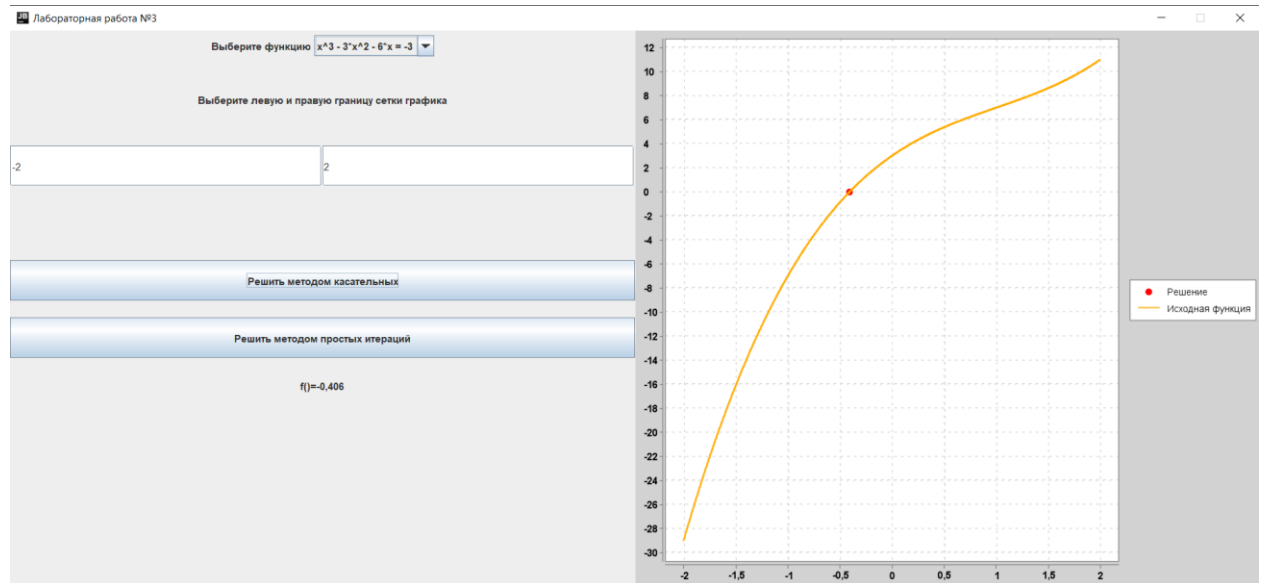 JB Лабораторная работа №3
Выберите функцию x^3 - 3*x^2 - 6*x = -3
Выберите левую и правую границу сетки графика
-2 2
Решить методом касательных
Решить методом простых итераций
f()=-0,406
12
10
8
6
4
2
0
-2
-4
-6
-8
-10
-12
-14
-16
-18
-20
-22
-24
-26
-28
-30
-2 -1,5 -1 -0,5 0 0,5 1 1,5 2
Решение
Исходная функция